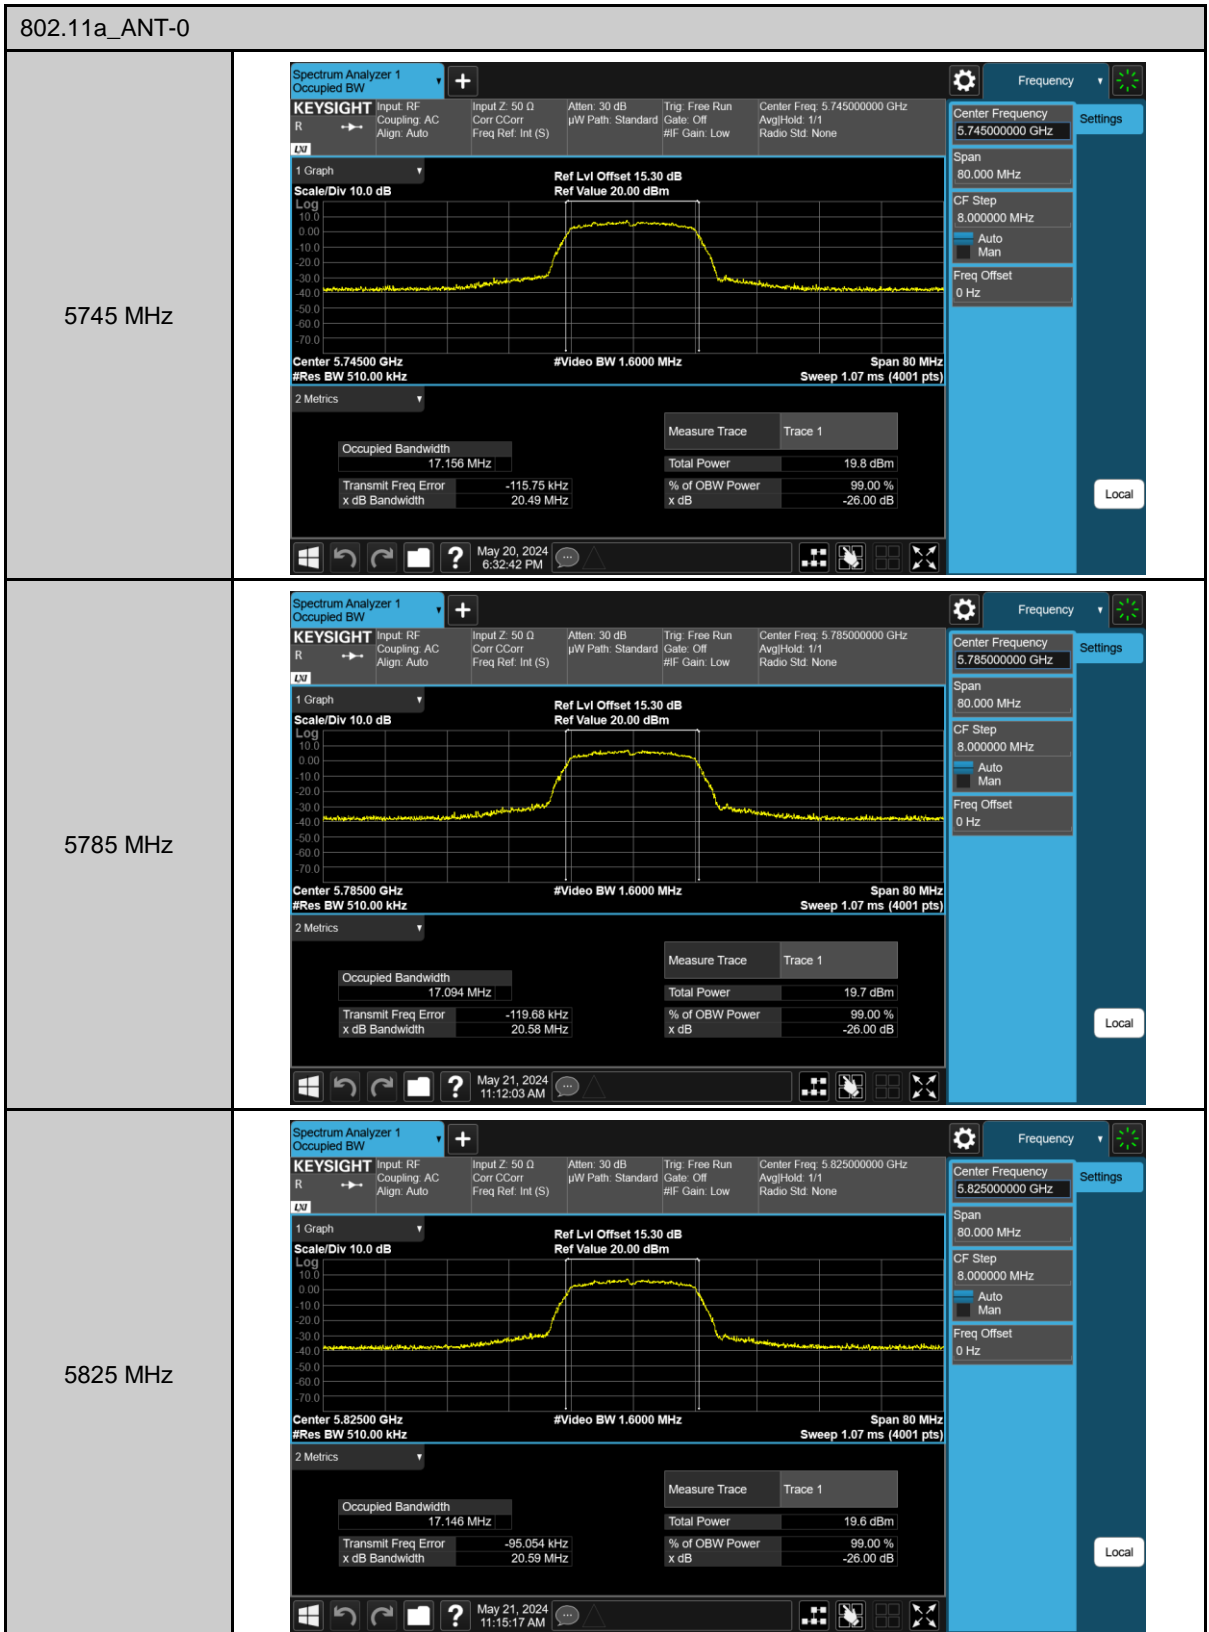 802.11a_ANT-0
5745 MHz
Spectrum Analyzer 1
Occupied BW
Frequency
KEYSIGHT
R
LXI
Input: RF
Coupling: AC
Align: Auto
Input Z: 50 Ω
Corr CCorr
Freq Ref: Int (S)
Atten: 30 dB
µW Path: Standard
Trig: Free Run
Gate: Off
#IF Gain: Low
Center Freq: 5.745000000 GHz
Avg|Hold: 1/1
Radio Std: None
Center Frequency
5.745000000 GHz
Settings
Span
80.000 MHz
CF Step
8.000000 MHz
Auto
Man
Freq Offset
0 Hz
Local
1 Graph
Scale/Div 10.0 dB
Ref Lvl Offset 15.30 dB
Ref Value 20.00 dBm
Log
10.0
0.00
-10.0
-20.0
-30.0
-40.0
-50.0
-60.0
-70.0
Center 5.74500 GHz
#Video BW 1.6000 MHz
Span 80 MHz
#Res BW 510.00 kHz
Sweep 1.07 ms (4001 pts)
2 Metrics
Measure Trace Trace 1
Occupied Bandwidth
17.156 MHz
Total Power 19.8 dBm
Transmit Freq Error -115.75 kHz
% of OBW Power 99.00 %
x dB Bandwidth 20.49 MHz
x dB -26.00 dB
May 20, 2024
6:32:42 PM
5785 MHz
Spectrum Analyzer 1
Occupied BW
Frequency
KEYSIGHT
R
LXI
Input: RF
Coupling: AC
Align: Auto
Input Z: 50 Ω
Corr CCorr
Freq Ref: Int (S)
Atten: 30 dB
µW Path: Standard
Trig: Free Run
Gate: Off
#IF Gain: Low
Center Freq: 5.785000000 GHz
Avg|Hold: 1/1
Radio Std: None
Center Frequency
5.785000000 GHz
Settings
Span
80.000 MHz
CF Step
8.000000 MHz
Auto
Man
Freq Offset
0 Hz
Local
1 Graph
Scale/Div 10.0 dB
Ref Lvl Offset 15.30 dB
Ref Value 20.00 dBm
Log
10.0
0.00
-10.0
-20.0
-30.0
-40.0
-50.0
-60.0
-70.0
Center 5.78500 GHz
#Video BW 1.6000 MHz
Span 80 MHz
#Res BW 510.00 kHz
Sweep 1.07 ms (4001 pts)
2 Metrics
Measure Trace Trace 1
Occupied Bandwidth
17.094 MHz
Total Power 19.7 dBm
Transmit Freq Error -119.68 kHz
% of OBW Power 99.00 %
x dB Bandwidth 20.58 MHz
x dB -26.00 dB
May 21, 2024
11:12:03 AM
5825 MHz
Spectrum Analyzer 1
Occupied BW
Frequency
KEYSIGHT
R
LXI
Input: RF
Coupling: AC
Align: Auto
Input Z: 50 Ω
Corr CCorr
Freq Ref: Int (S)
Atten: 30 dB
µW Path: Standard
Trig: Free Run
Gate: Off
#IF Gain: Low
Center Freq: 5.825000000 GHz
Avg|Hold: 1/1
Radio Std: None
Center Frequency
5.825000000 GHz
Settings
Span
80.000 MHz
CF Step
8.000000 MHz
Auto
Man
Freq Offset
0 Hz
Local
1 Graph
Scale/Div 10.0 dB
Ref Lvl Offset 15.30 dB
Ref Value 20.00 dBm
Log
10.0
0.00
-10.0
-20.0
-30.0
-40.0
-50.0
-60.0
-70.0
Center 5.82500 GHz
#Video BW 1.6000 MHz
Span 80 MHz
#Res BW 510.00 kHz
Sweep 1.07 ms (4001 pts)
2 Metrics
Measure Trace Trace 1
Occupied Bandwidth
17.146 MHz
Total Power 19.6 dBm
Transmit Freq Error -95.054 kHz
% of OBW Power 99.00 %
x dB Bandwidth 20.59 MHz
x dB -26.00 dB
May 21, 2024
11:15:17 AM